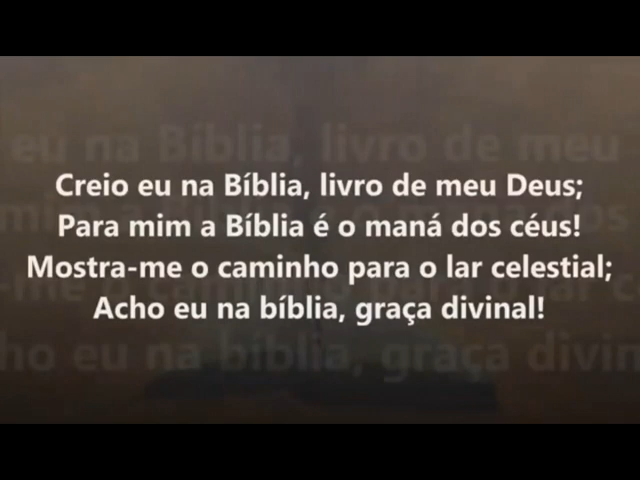 Creio eu na Bíblia, livro de meu Deus;
Para mim a Bíblia é o maná dos céus!
Mostra-me o caminho para o lar celestial;
Acho eu na bíblia, graça divinal!